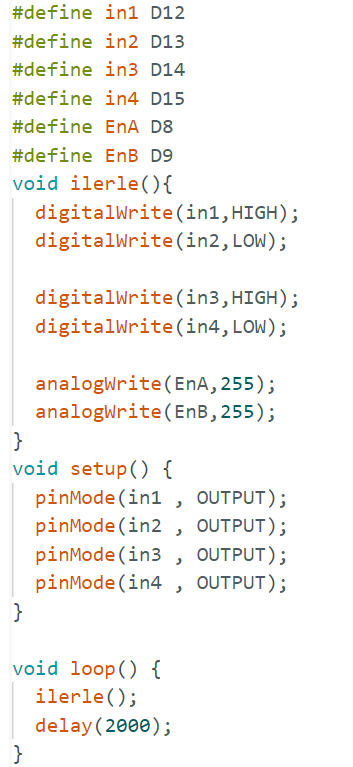 #define in1 D12
#define in2 D13
#define in3 D14
#define in4 D15
#define EnA D8
#define EnB D9
void ilerle(){
  digitalWrite(in1,HIGH);
  digitalWrite(in2,LOW);

  digitalWrite(in3,HIGH);
  digitalWrite(in4,LOW);

  analogWrite(EnA,255);
  analogWrite(EnB,255);
}
void setup() {
  pinMode(in1 , OUTPUT);
  pinMode(in2 , OUTPUT);
  pinMode(in3 , OUTPUT);
  pinMode(in4 , OUTPUT);
}

void loop() {
  ilerle();
  delay(2000);
}